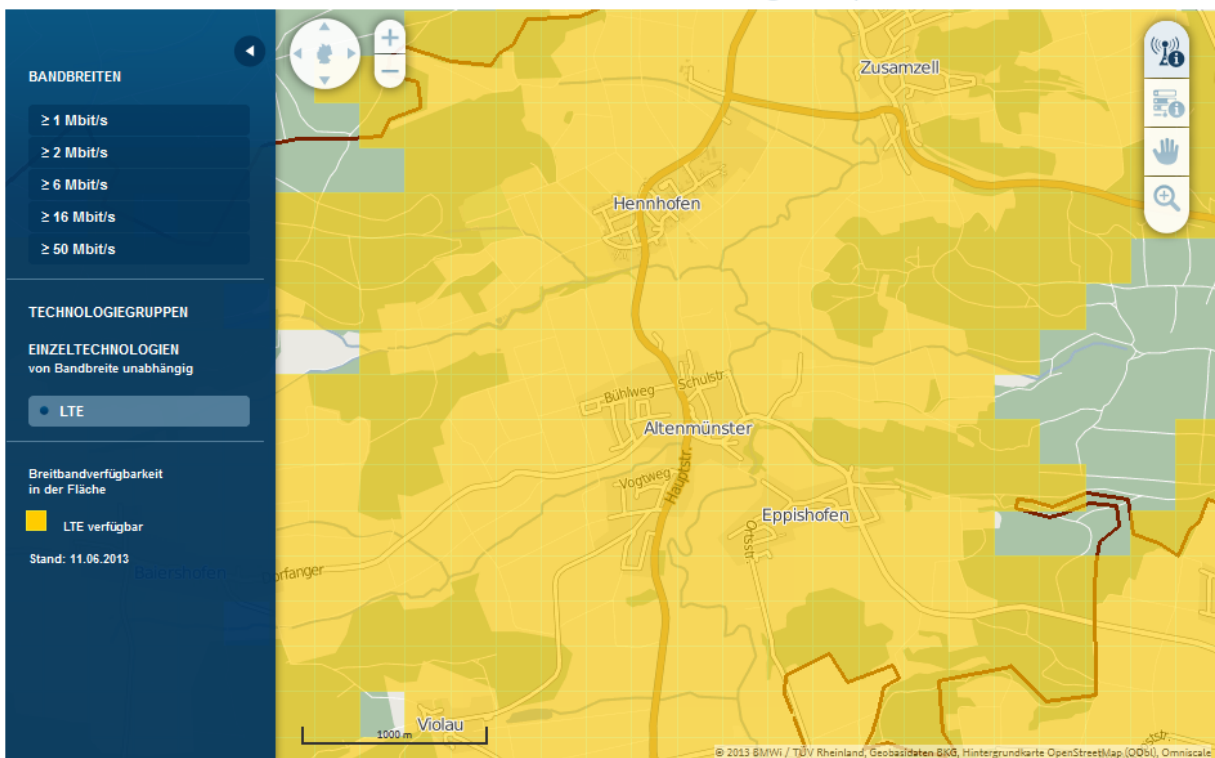 BANDBREITEN
≥ 1 Mbit/s
≥ 2 Mbit/s
≥ 6 Mbit/s
≥ 16 Mbit/s
≥ 50 Mbit/s
TECHNOLOGIEGRUPPEN
EINZELTECHNOLOGIEN
von Bandbreite unabhängig
LTE
Breitbandverfügbarkeit
in der Fläche
LTE verfügbar
Stand: 11.06.2013
Baiershofen
Zusamzell
Hennhofen
Bühlweg
Schulstr.
Altenmünster
Vogtweg
Hauptstr.
Eppishofen
Ortsstr.
Violau
1000 m
© 2013 BMWi / TÜV Rheinland, Geobasidaten BKG, Hintergrundkarte OpenStreetMap (ODbL), Omniscale